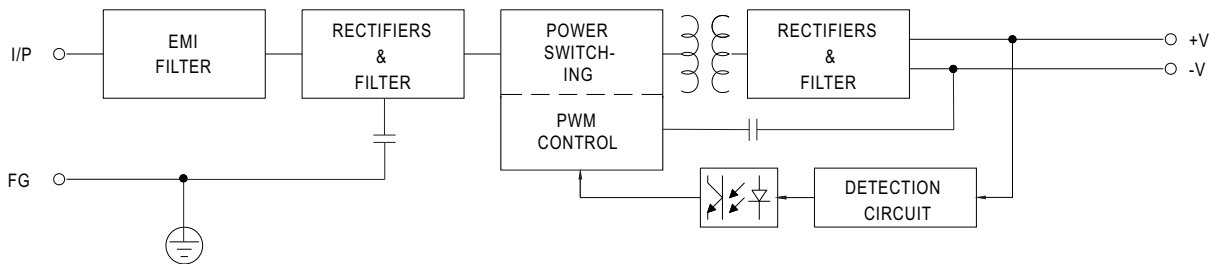 I/P
EMI
FILTER
RECTIFIERS
&
FILTER
POWER
SWITCH-
ING
PWM
CONTROL
RECTIFIERS
&
FILTER
+V
-V
FG
DETECTION
CIRCUIT